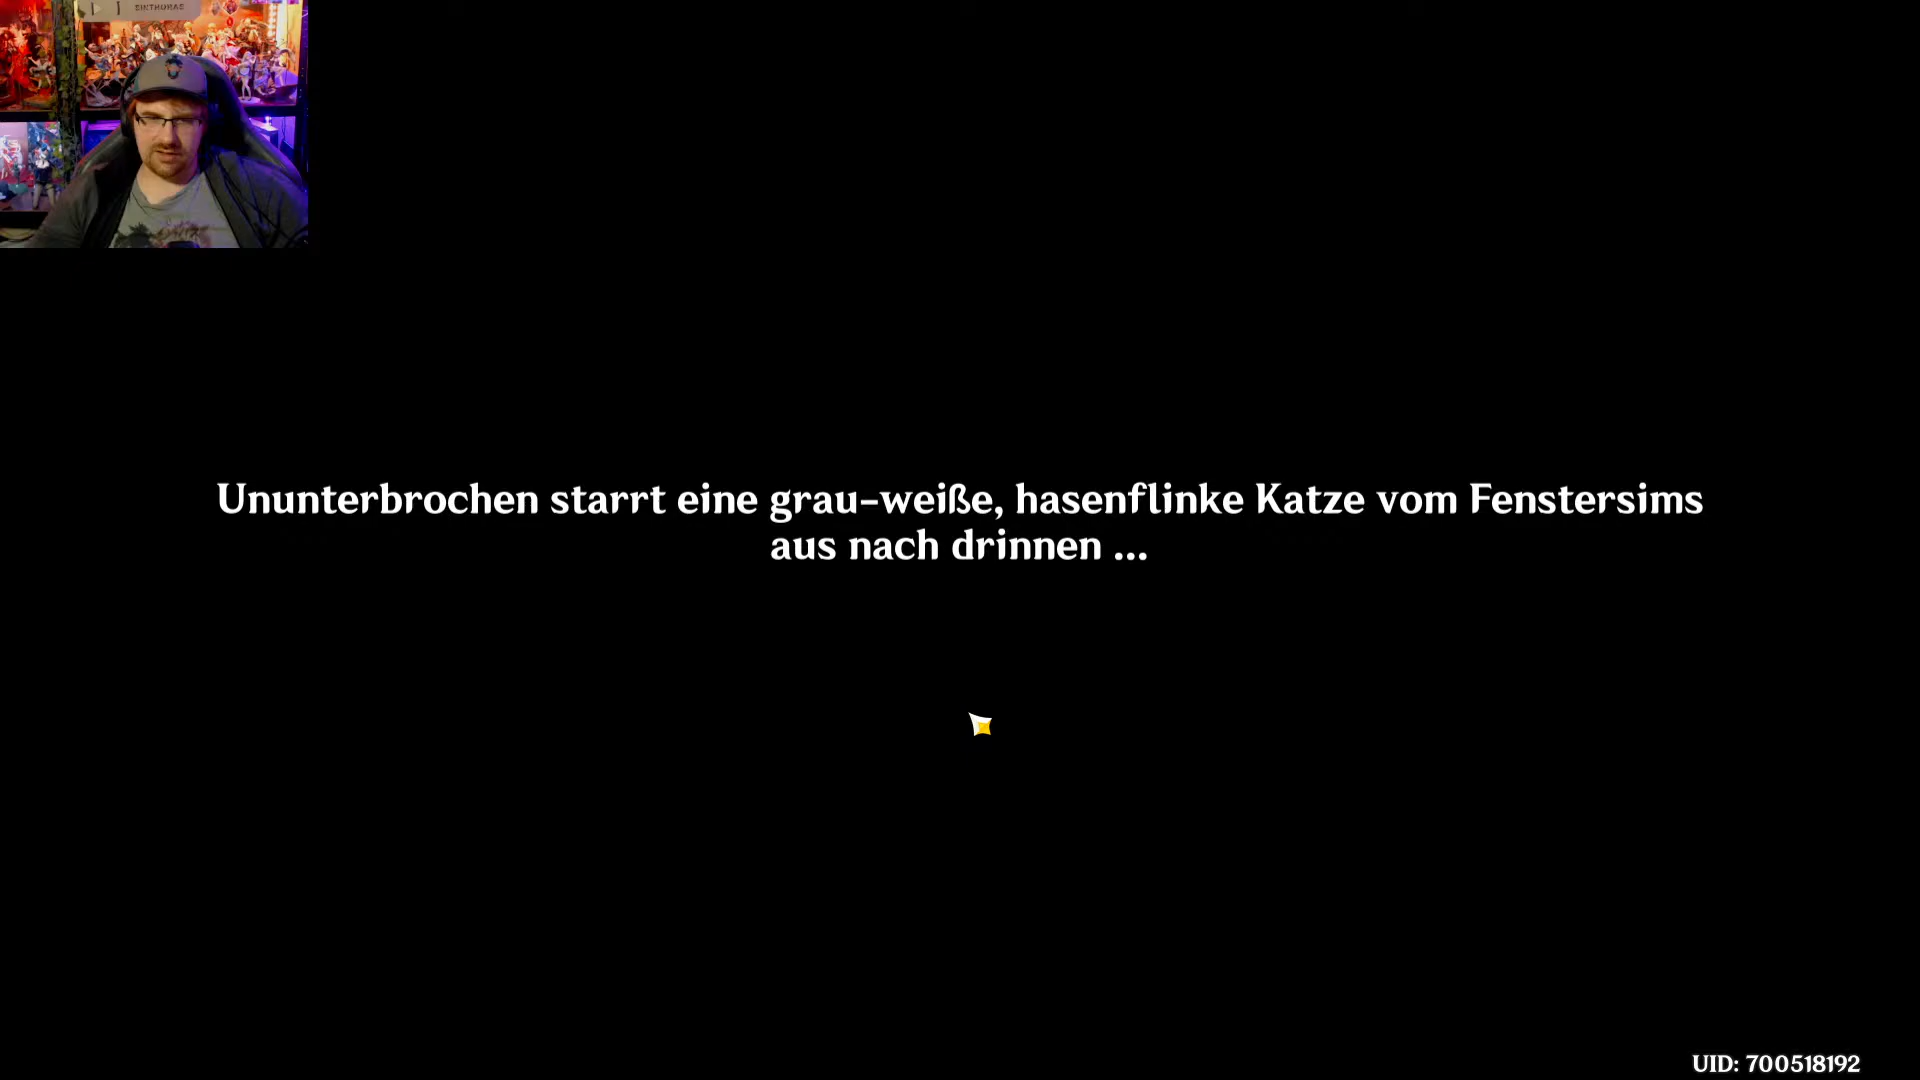 Ununterbrochen starrt eine grau-weiße, hasenflinke Katze vom Fenstersims
aus nach drinnen ...
UID: 700518192